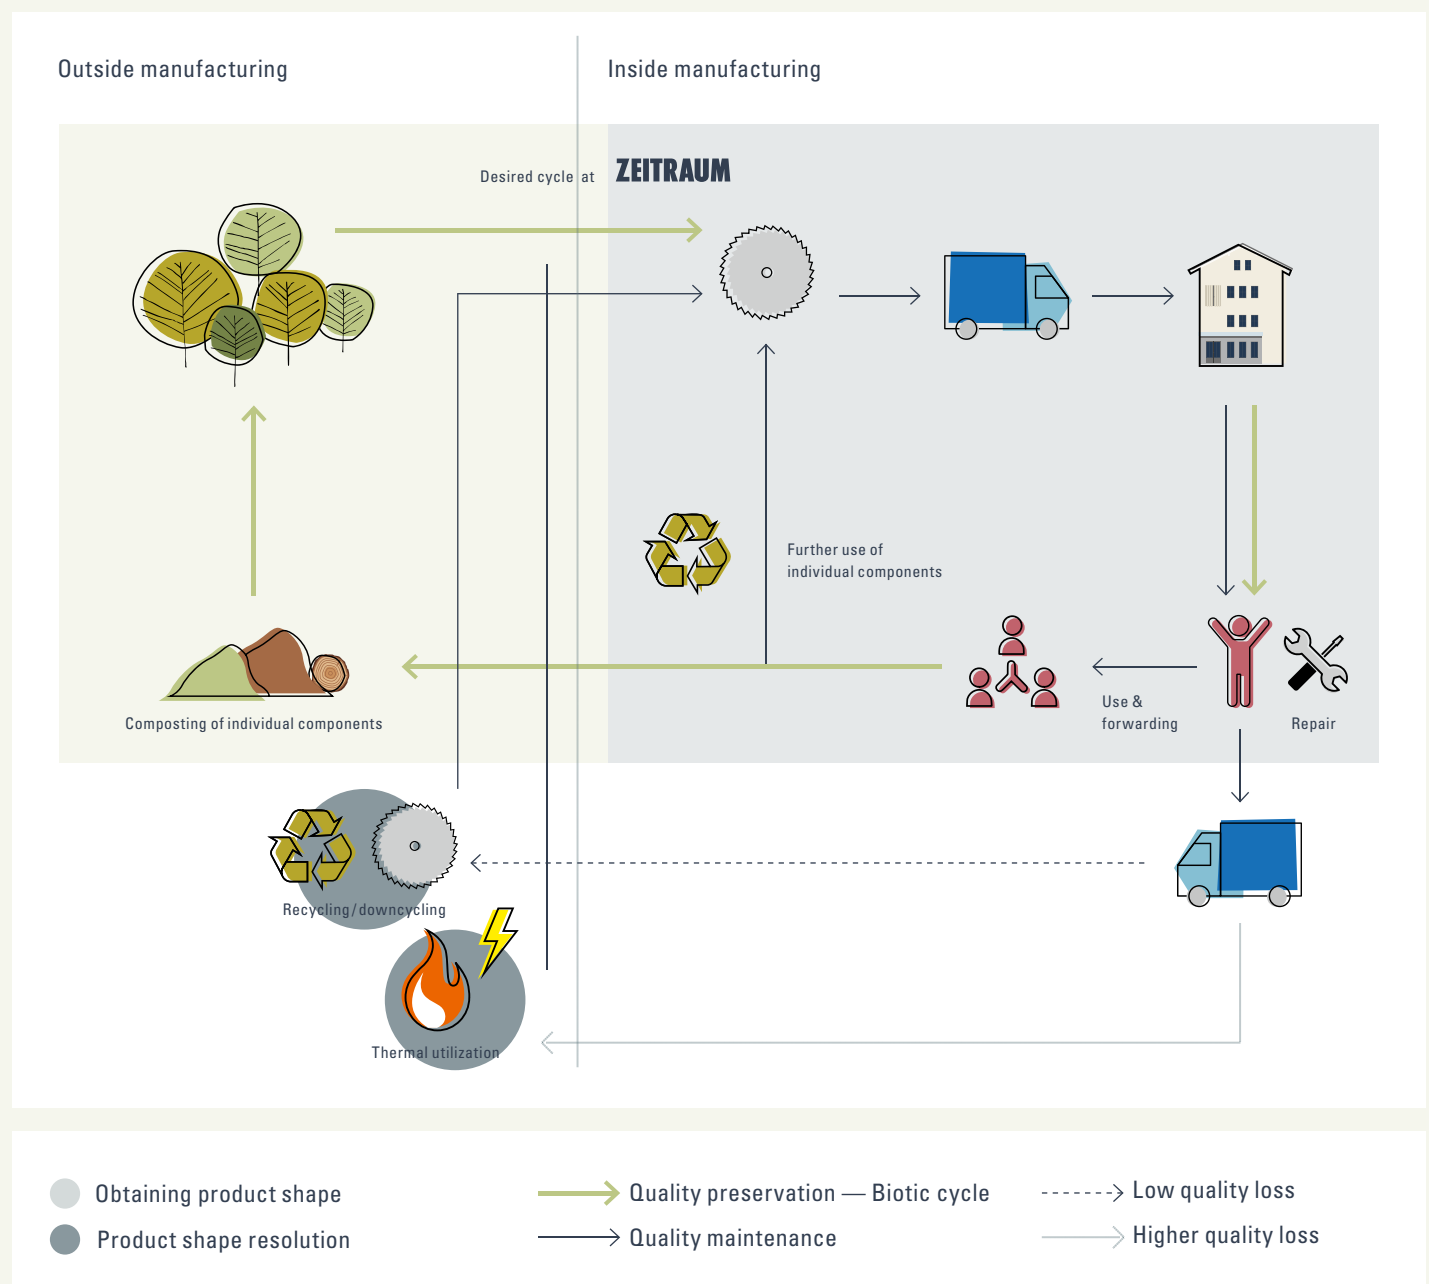 Outside manufacturing
Inside manufacturing
Desired cycle at ZEITRAUM
Further use of
individual components
Use &
forwarding
Repair
Composting of individual components
Recycling/downcycling
Thermal utilization
Obtaining product shape
Product shape resolution
Quality preservation — Biotic cycle
Quality maintenance
Low quality loss
Higher quality loss